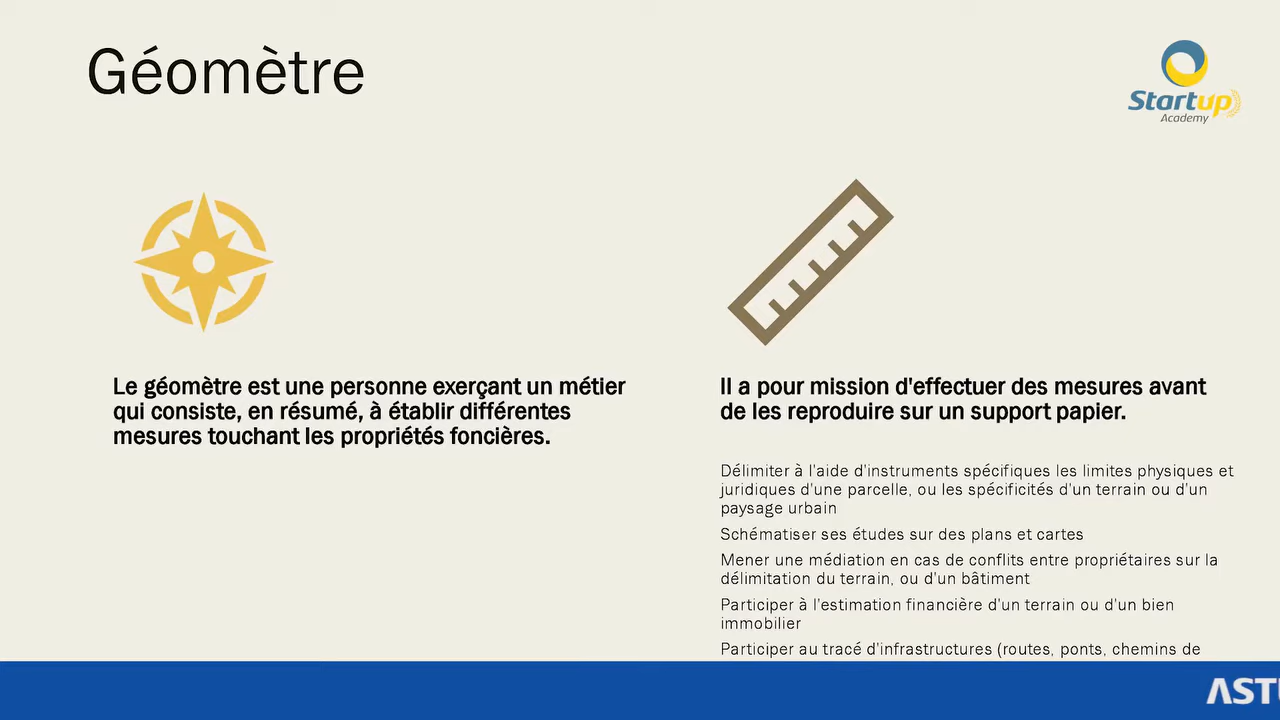 Géomètre
Startup
Academy
Le géomètre est une personne exerçant un métier
qui consiste, en résumé, à établir différentes
mesures touchant les propriétés foncières.
Il a pour mission d'effectuer des mesures avant
de les reproduire sur un support papier.
Délimiter à l'aide d'instruments spécifiques les limites physiques et
juridiques d'une parcelle, ou les spécificités d'un terrain ou d'un
paysage urbain
Schématiser ses études sur des plans et cartes
Mener une médiation en cas de conflits entre propriétaires sur la
délimitation du terrain, ou d'un bâtiment
Participer à l'estimation financière d'un terrain ou d'un bien
immobilier
Participer au tracé d'infrastructures (routes, ponts, chemins de